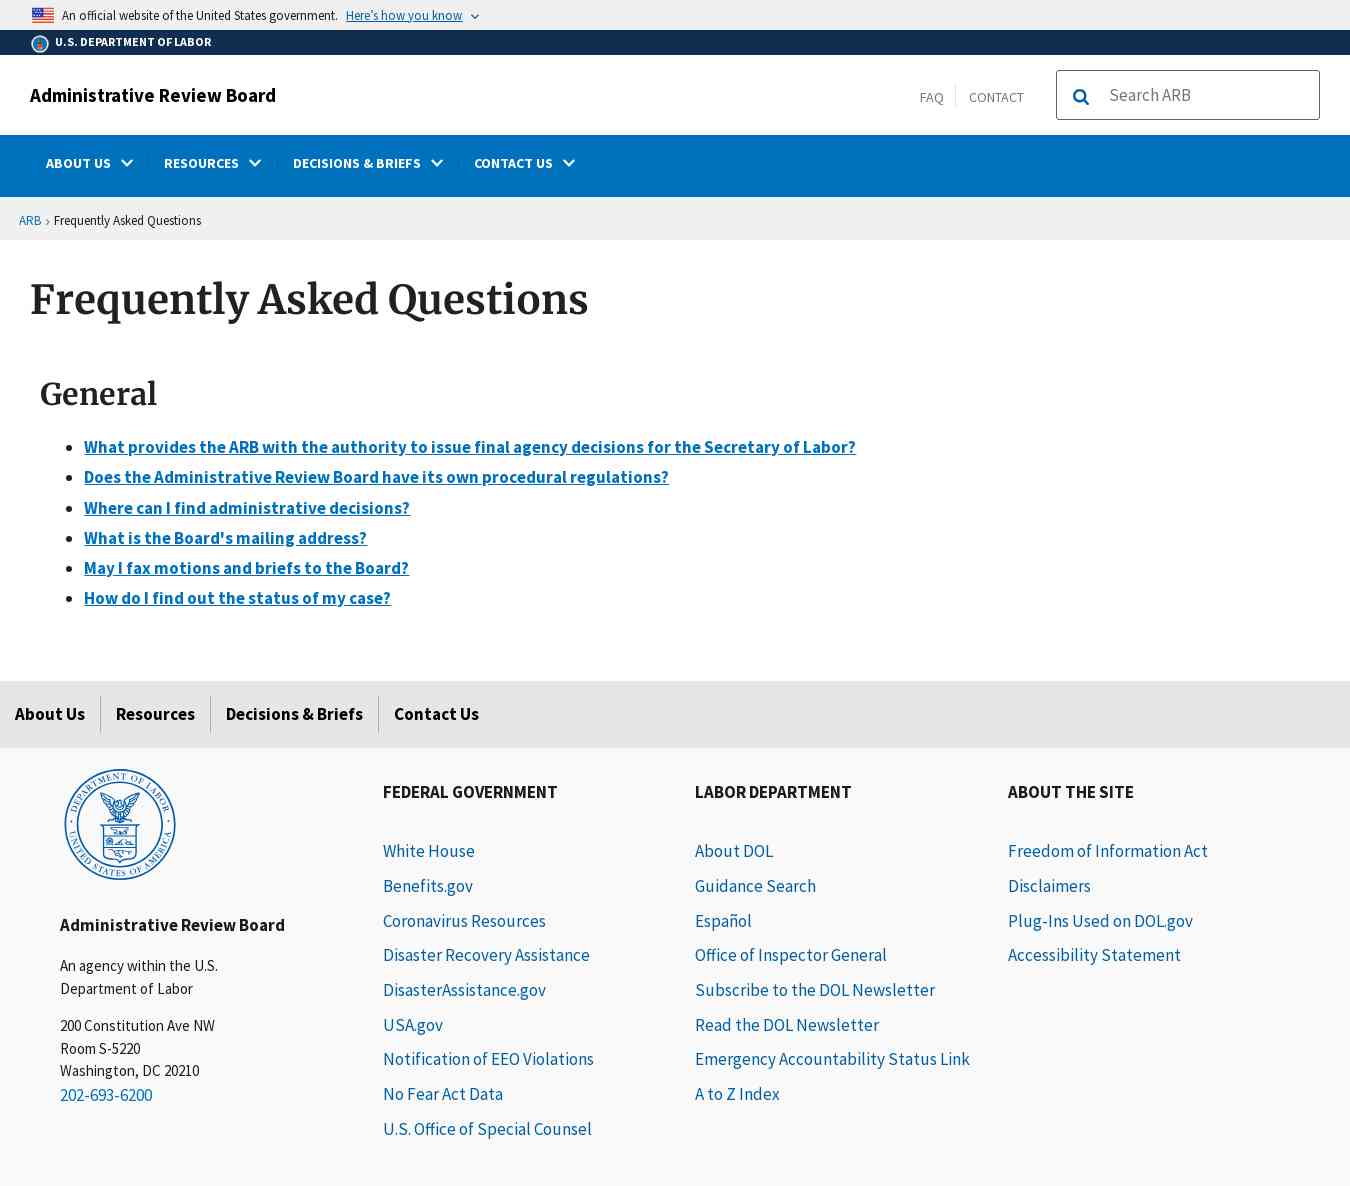 An official website of the United States government. Here's how you know
U.S. DEPARTMENT OF LABOR
Administrative Review Board
FAQ
CONTACT
Search ARB
ABOUT US
RESOURCES
DECISIONS & BRIEFS
CONTACT US
ARB › Frequently Asked Questions
Frequently Asked Questions
General
What provides the ARB with the authority to issue final agency decisions for the Secretary of Labor?
Does the Administrative Review Board have its own procedural regulations?
Where can I find administrative decisions?
What is the Board's mailing address?
May I fax motions and briefs to the Board?
How do I find out the status of my case?
About Us
Resources
Decisions & Briefs
Contact Us
DEPARTMENT OF LABOR
UNITED STATES OF AMERICA
Administrative Review Board
An agency within the U.S.
Department of Labor
200 Constitution Ave NW
Room S-5220
Washington, DC 20210
202-693-6200
FEDERAL GOVERNMENT
White House
Benefits.gov
Coronavirus Resources
Disaster Recovery Assistance
DisasterAssistance.gov
USA.gov
Notification of EEO Violations
No Fear Act Data
U.S. Office of Special Counsel
LABOR DEPARTMENT
About DOL
Guidance Search
Español
Office of Inspector General
Subscribe to the DOL Newsletter
Read the DOL Newsletter
Emergency Accountability Status Link
A to Z Index
ABOUT THE SITE
Freedom of Information Act
Disclaimers
Plug-Ins Used on DOL.gov
Accessibility Statement